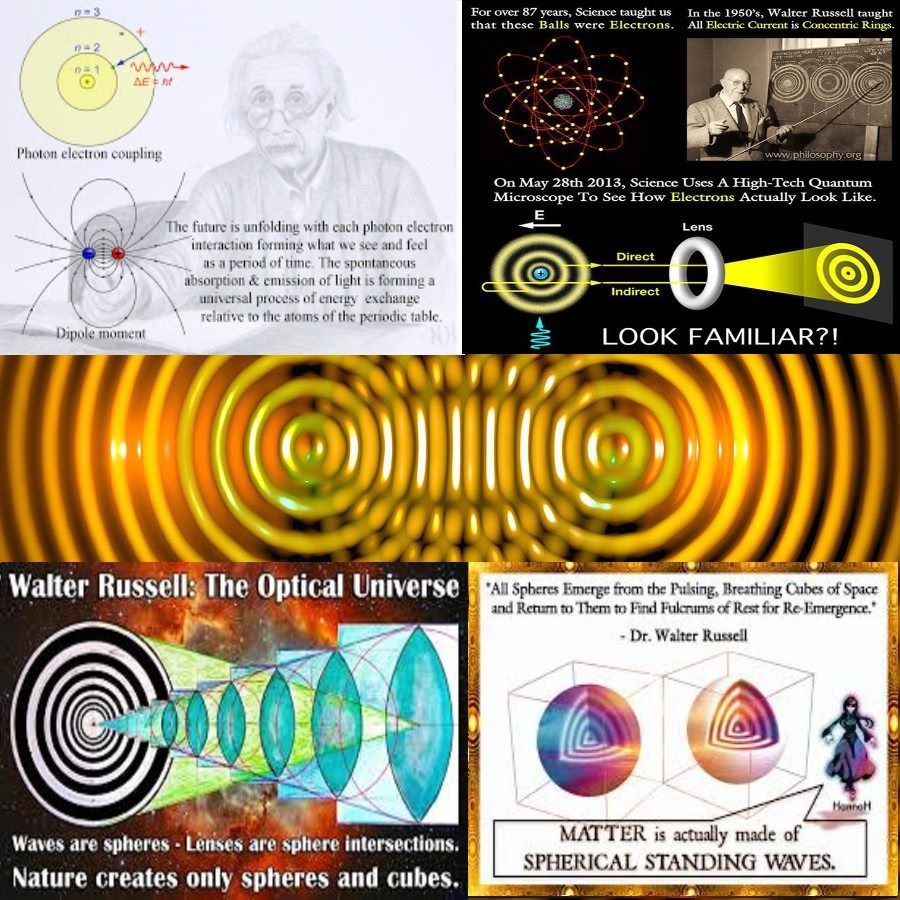 n = 3
n = 2
n = 1
- +
ΔE = hf
Photon electron coupling
The future is unfolding with each photon electron
interaction forming what we see and feel
as a period of time. The spontaneous
absorption & emission of light is forming a
universal process of energy exchange
relative to the atoms of the periodic table.
Dipole moment
For over 87 years, Science taught us
that these Balls were Electrons.
In the 1950's, Walter Russell taught
All Electric Current is Concentric Rings.
www.philosophy.org
On May 28th 2013, Science Uses A High-Tech Quantum
Microscope To See How Electrons Actually Look Like.
E
Lens
Direct
Indirect
LOOK FAMILIAR?!
Walter Russell: The Optical Universe
Waves are spheres - Lenses are sphere intersections.
Nature creates only spheres and cubes.
"All Spheres Emerge from the Pulsing, Breathing Cubes of Space
and Return to Them to Find Fulcrums of Rest for Re-Emergence."
- Dr. Walter Russell
HannaH
MATTER is actually made of
SPHERICAL STANDING WAVES.